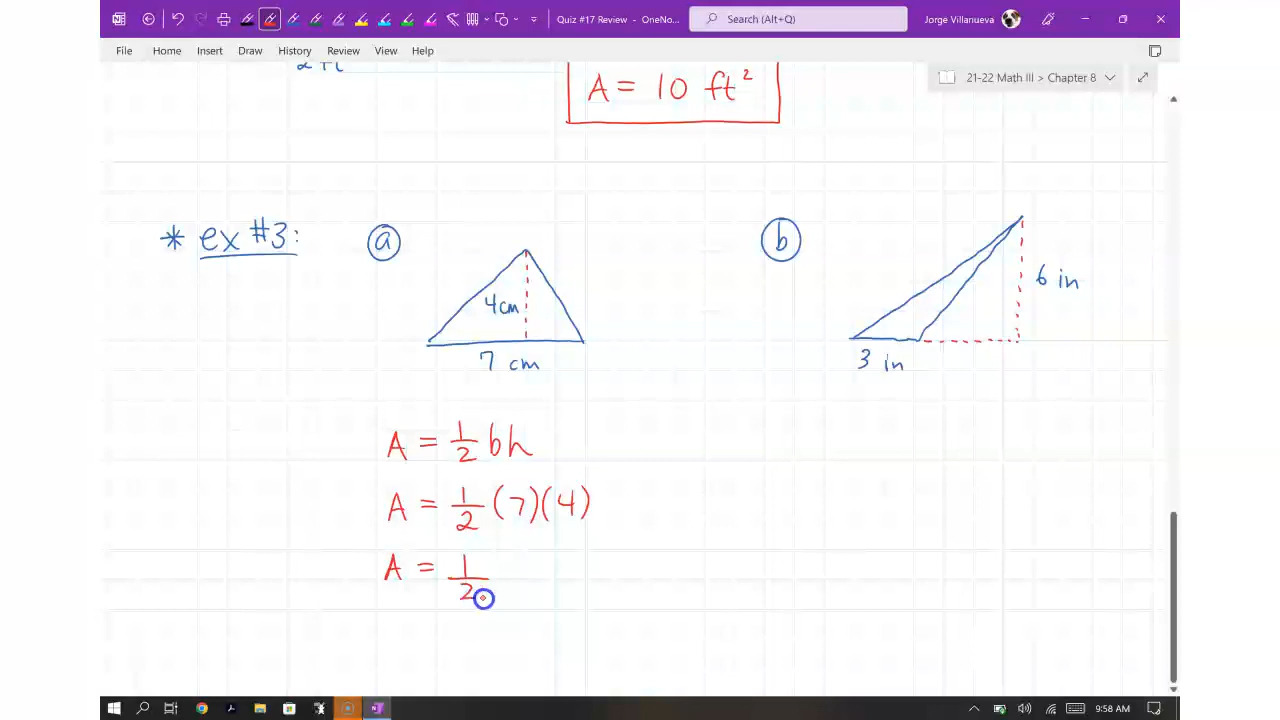 Quiz #17 Review - OneNo...
Search (Alt+Q)
Jorge Villanueva
File Home Insert Draw History Review View Help
21-22 Math III > Chapter 8
A = 10 ft²
* ex #3:
a
4cm
7 cm
b
6 in
3 in
A = 1/2 bh
A = 1/2 (7)(4)
A = 1/2
9:58 AM